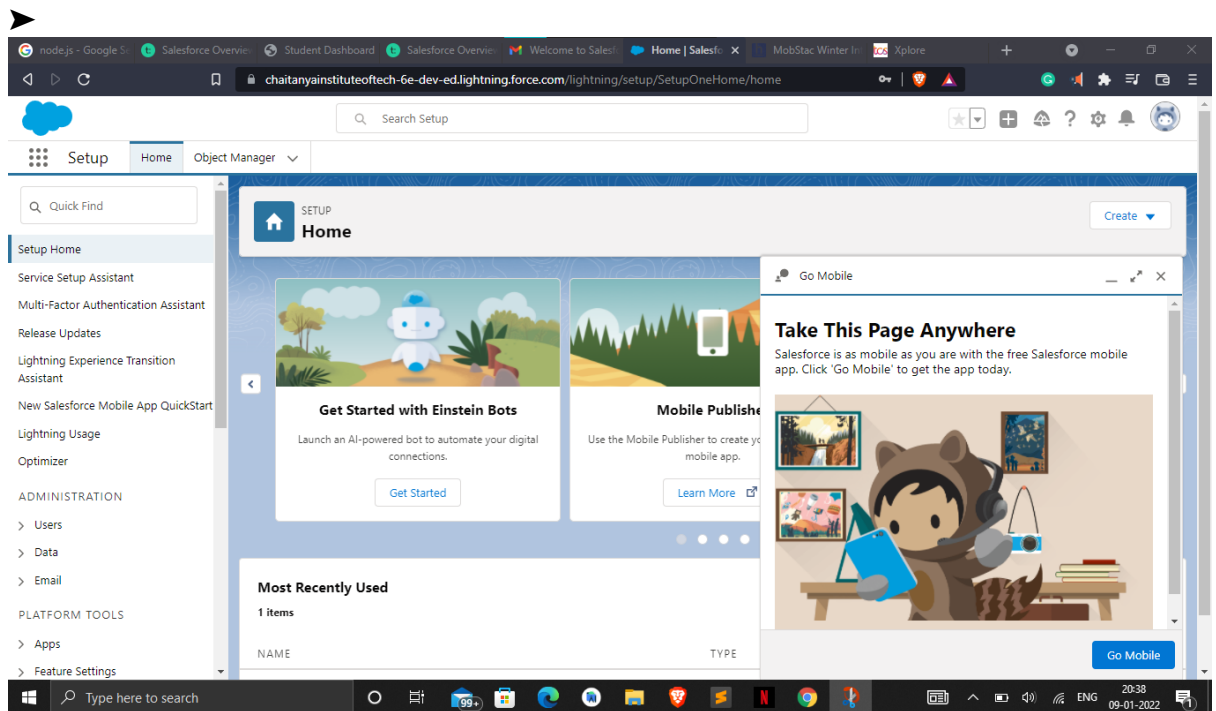 ➤
node.js - Google Se
Salesforce Overvie
Student Dashboard
Salesforce Overvie
Welcome to Salesf
Home | Salesfo
MobStac Winter In
Xplore
chaitanyainstituteoftech-6e-dev-ed.lightning.force.com/lightning/setup/SetupOneHome/home
Search Setup
Setup
Home
Object Manager
Quick Find
Setup Home
Service Setup Assistant
Multi-Factor Authentication Assistant
Release Updates
Lightning Experience Transition
Assistant
New Salesforce Mobile App QuickStart
Lightning Usage
Optimizer
ADMINISTRATION
Users
Data
Email
PLATFORM TOOLS
Apps
Feature Settings
SETUP
Home
Create
Get Started with Einstein Bots
Launch an AI-powered bot to automate your digital
connections.
Get Started
Mobile Publishe
Use the Mobile Publisher to create yo
mobile app.
Learn More
Most Recently Used
1 items
NAME
TYPE
Go Mobile
Take This Page Anywhere
Salesforce is as mobile as you are with the free Salesforce mobile
app. Click 'Go Mobile' to get the app today.
Go Mobile
Type here to search
99+
ENG
20:38
09-01-2022
1